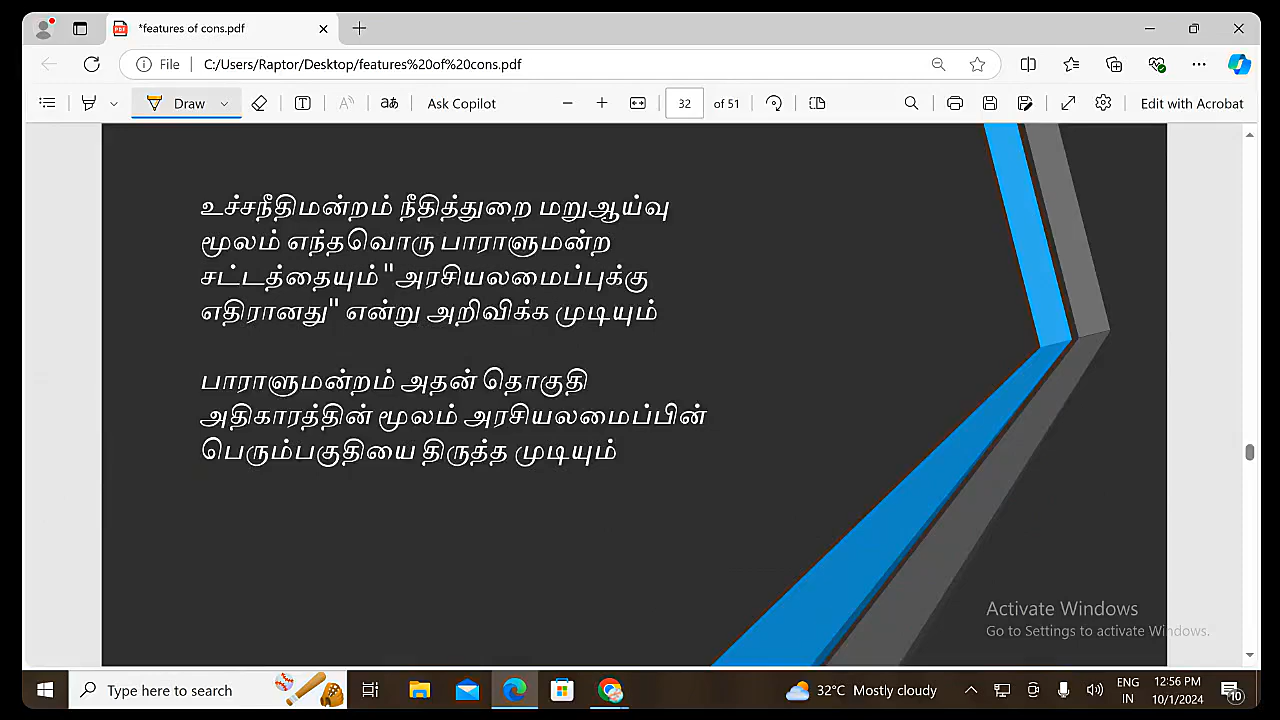 *features of cons.pdf
File C:/Users/Raptor/Desktop/features%20of%20cons.pdf
Draw
Ask Copilot
32 of 51
Edit with Acrobat
உச்சநீதிமன்றம் நீதித்துறை மறுஆய்வு
மூலம் எந்தவொரு பாராளுமன்ற
சட்டத்தையும் "அரசியலமைப்புக்கு
எதிரானது" என்று அறிவிக்க முடியும்
பாராளுமன்றம் அதன் தொகுதி
அதிகாரத்தின் மூலம் அரசியலமைப்பின்
பெரும்பகுதியை திருத்த முடியும்
Activate Windows
Go to Settings to activate Windows.
Type here to search
32°C Mostly cloudy
ENG
IN
12:56 PM
10/1/2024
10